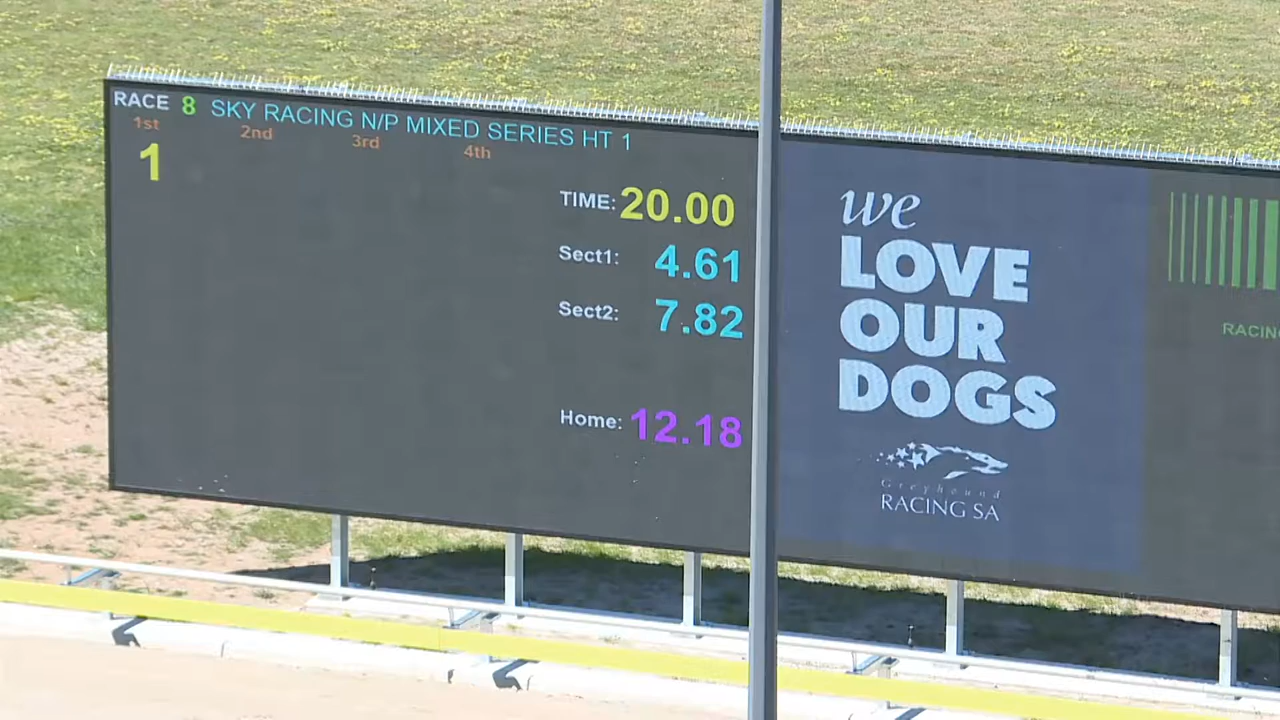 RACE 8 SKY RACING N/P MIXED SERIES HT 1
1st 2nd 3rd 4th
1
TIME: 20.00
Sect1: 4.61
Sect2: 7.82
Home: 12.18
we
LOVE
OUR
DOGS
Greyhound
RACING SA